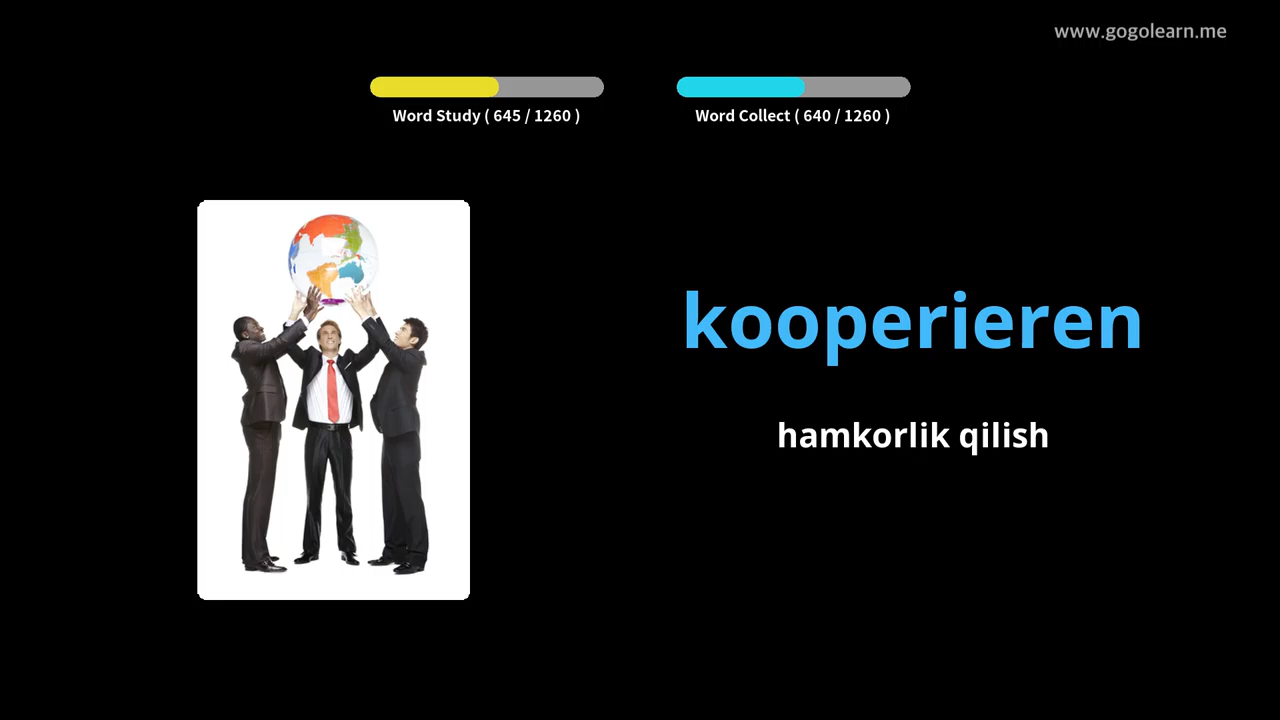 www.gogolearn.me
Word Study ( 645 / 1260 )
Word Collect ( 640 / 1260 )
kooperieren
hamkorlik qilish